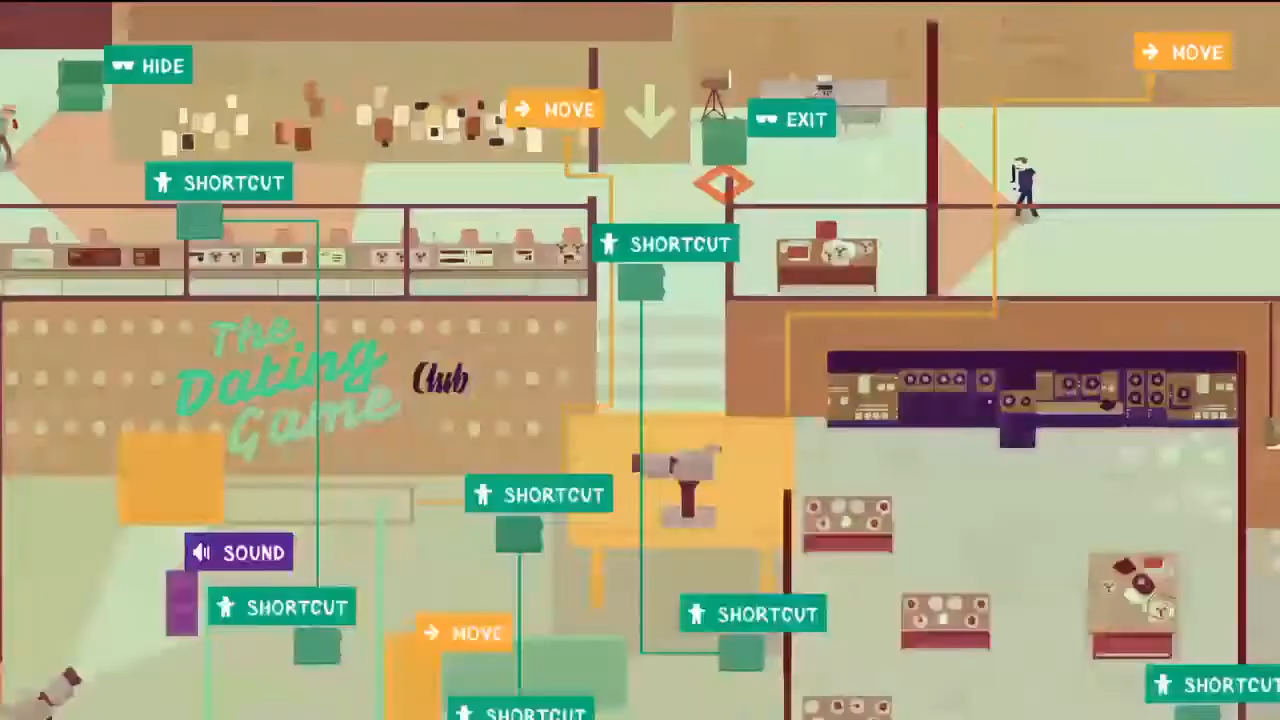 MOVE
HIDE
MOVE
EXIT
SHORTCUT
SHORTCUT
The
Dating
Game
Club
SHORTCUT
SOUND
SHORTCUT
SHORTCUT
MOVE
SHORTCUT
SHORTCUT